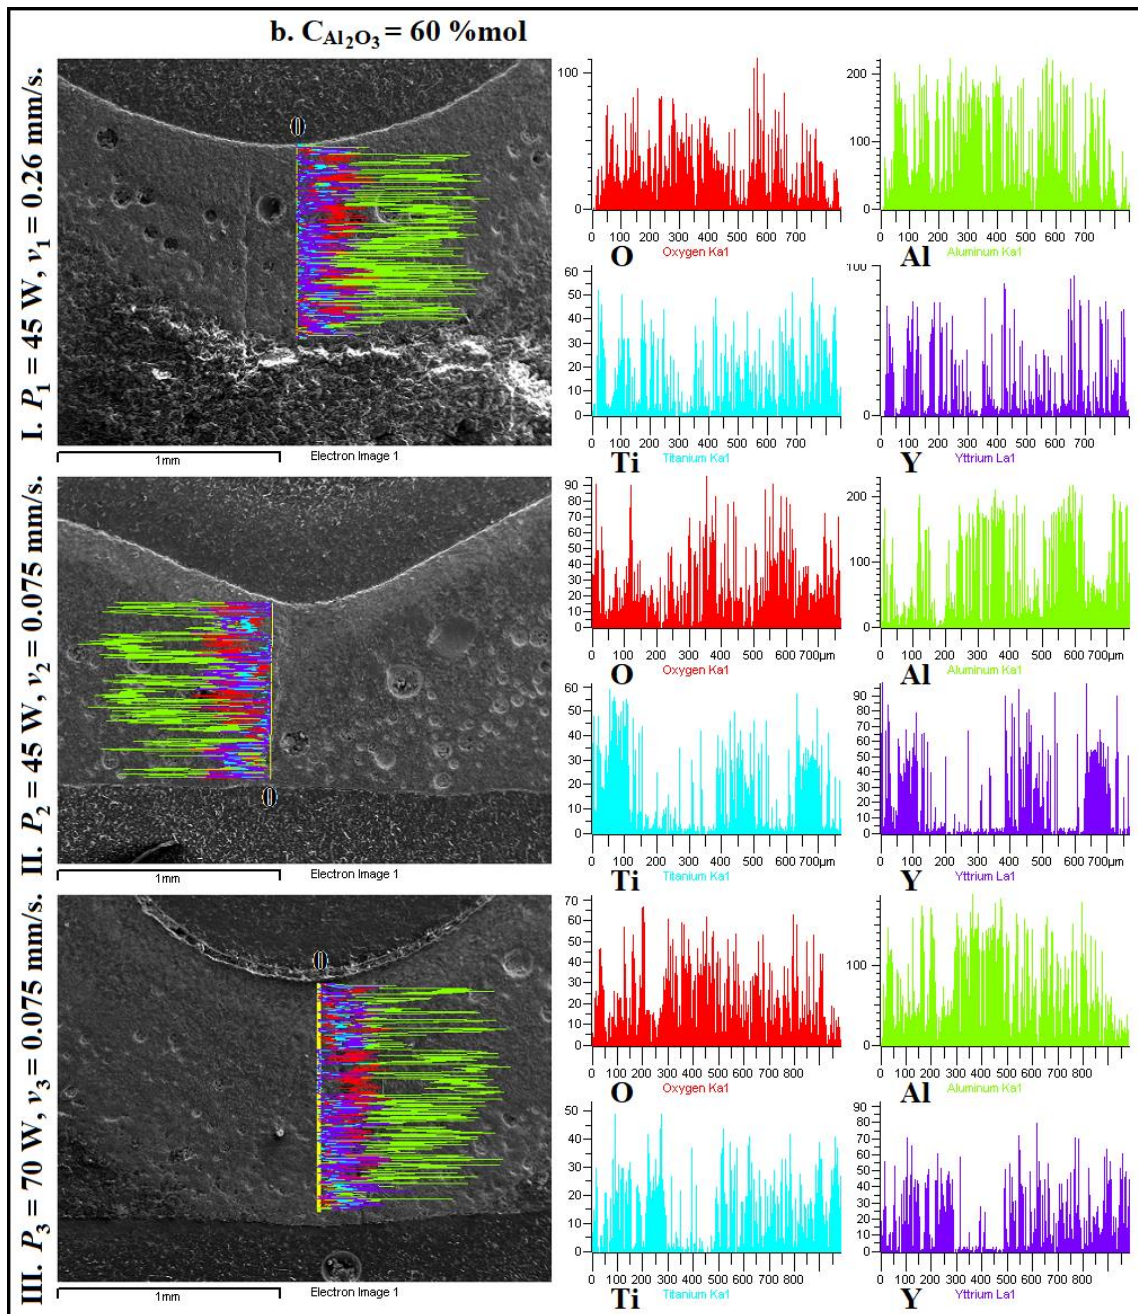 b. C_Al₂O₃ = 60 %mol
I. P₁ = 45 W, v₁ = 0.26 mm/s.
0
1mm
Electron Image 1
100
0
0 100 200 300 400 500 600 700
O
Oxygen Ka1
200
100
0
0 100 200 300 400 500 600 700
Al
Aluminum Ka1
60
50
40
30
20
10
0
0 100 200 300 400 500 600 700
Ti
Titanium Ka1
100
0
0 100 200 300 400 500 600 700
Y
Yttrium La1
II. P₂ = 45 W, v₂ = 0.075 mm/s.
0
1mm
Electron Image 1
90
80
70
60
50
40
30
20
10
0
0 100 200 300 400 500 600 700µm
O
Oxygen Ka1
200
100
0
0 100 200 300 400 500 600 700µm
Al
Aluminum Ka1
60
50
40
30
20
10
0
0 100 200 300 400 500 600 700µm
Ti
Titanium Ka1
90
80
70
60
50
40
30
20
10
0
0 100 200 300 400 500 600 700µm
Y
Yttrium La1
III. P₃ = 70 W, v₃ = 0.075 mm/s.
0
1mm
Electron Image 1
70
60
50
40
30
20
10
0
0 100 200 300 400 500 600 700 800
O
Oxygen Ka1
100
0
0 100 200 300 400 500 600 700 800
Al
Aluminum Ka1
50
40
30
20
10
0
0 100 200 300 400 500 600 700 800
Ti
Titanium Ka1
90
80
70
60
50
40
30
20
10
0
0 100 200 300 400 500 600 700 800
Y
Yttrium La1